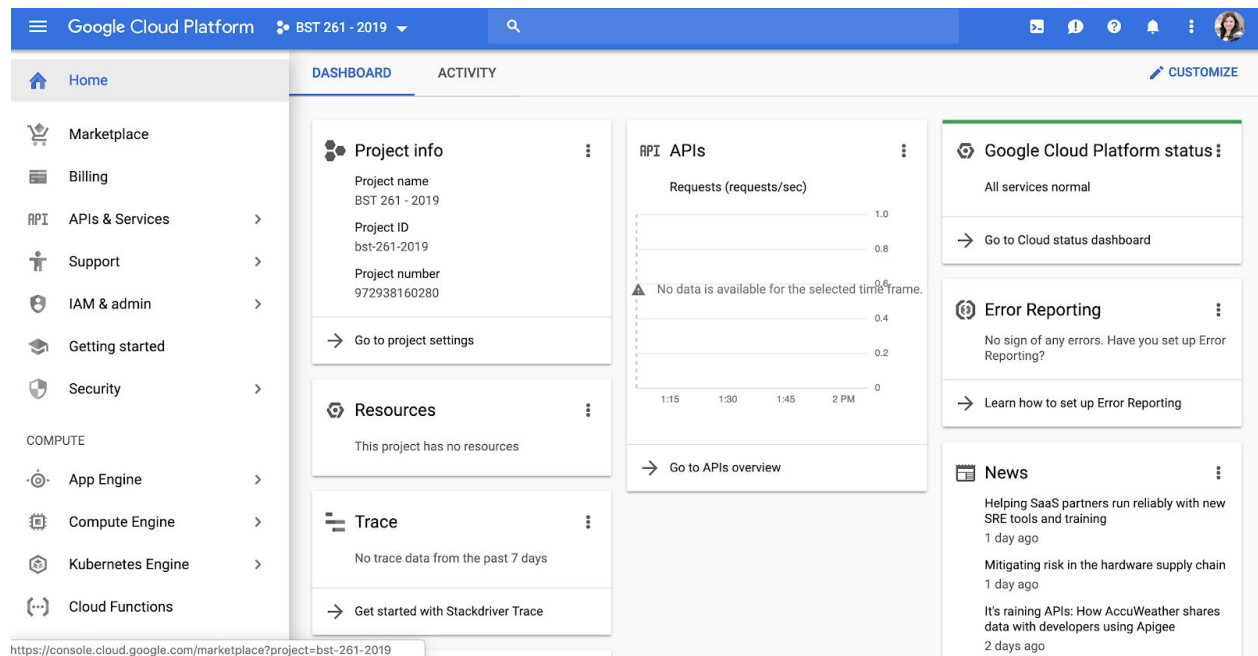 Google Cloud Platform
BST 261 - 2019
Home
Marketplace
Billing
API
APIs & Services
Support
IAM & admin
Getting started
Security
COMPUTE
App Engine
Compute Engine
Kubernetes Engine
Cloud Functions
https://console.cloud.google.com/marketplace?project=bst-261-2019
DASHBOARD
ACTIVITY
CUSTOMIZE
Project info
Project name
BST 261 - 2019
Project ID
bst-261-2019
Project number
972938160280
Go to project settings
Resources
This project has no resources
Trace
No trace data from the past 7 days
Get started with Stackdriver Trace
API APIs
Requests (requests/sec)
1.0
0.8
0.6
No data is available for the selected time frame.
0.4
0.2
0
1:15 1:30 1:45 2 PM
Go to APIs overview
Google Cloud Platform status
All services normal
Go to Cloud status dashboard
Error Reporting
No sign of any errors. Have you set up Error
Reporting?
Learn how to set up Error Reporting
News
Helping SaaS partners run reliably with new
SRE tools and training
1 day ago
Mitigating risk in the hardware supply chain
1 day ago
It's raining APIs: How AccuWeather shares
data with developers using Apigee
2 days ago